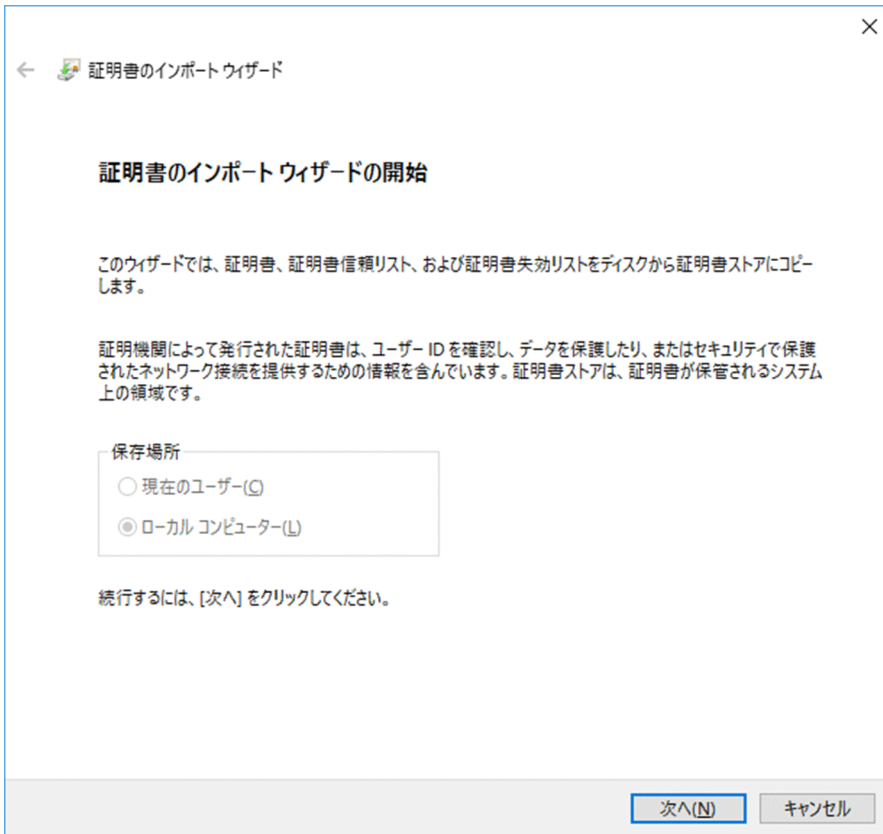 証明書のインポート ウィザード
証明書のインポート ウィザードの開始
このウィザードでは、証明書、証明書信頼リスト、および証明書失効リストをディスクから証明書ストアにコピー
します。
証明機関によって発行された証明書は、ユーザー ID を確認し、データを保護したり、またはセキュリティで保護
されたネットワーク接続を提供するための情報を含んでいます。証明書ストアは、証明書が保管されるシステム
上の領域です。
保存場所
現在のユーザー(C)
ローカル コンピューター(L)
続行するには、[次へ] をクリックしてください。
次へ(N)
キャンセル